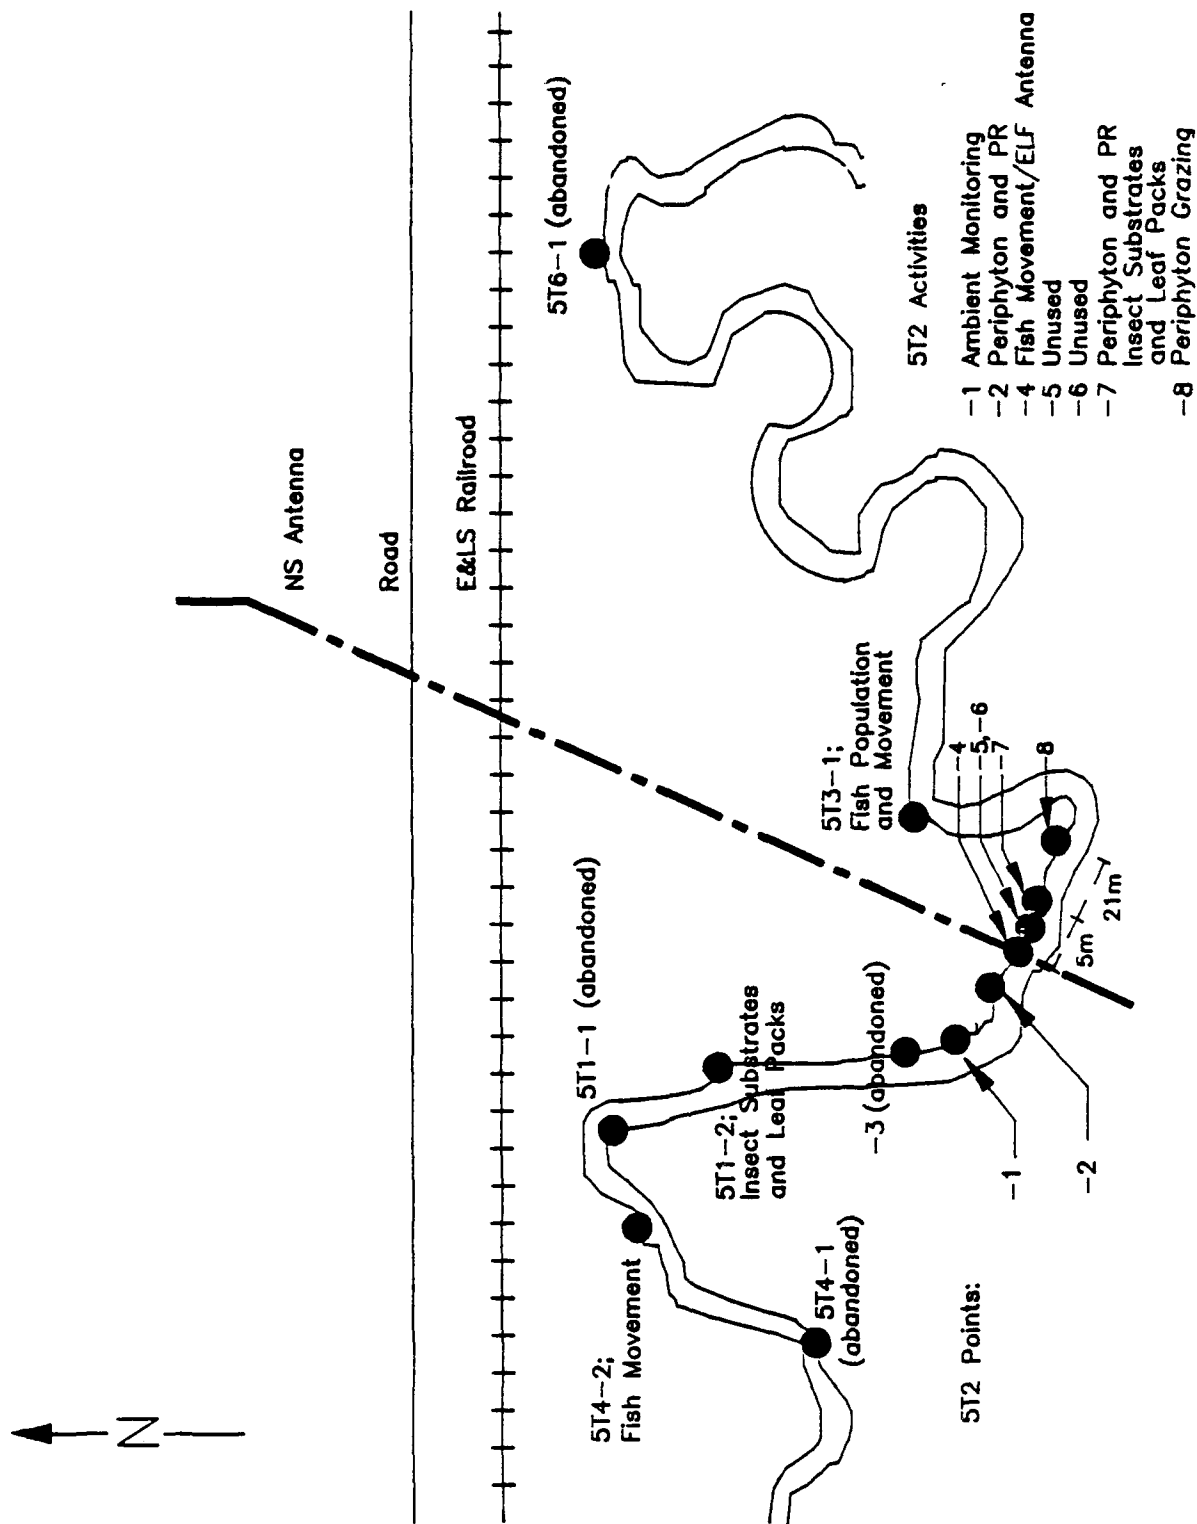 N
NS Antenna
Road
E&LS Railroad
5T6-1 (abandoned)
5T1-1 (abandoned)
5T4-2;
Fish Movement
5T1-2;
Insect Substrates
and Leaf Packs
5T3-1;
Fish Population
and Movement
5T4-1
(abandoned)
-3 (abandoned)
-4
-5,-6
-7
-8
5m
21m
-1
-2
5T2 Points:
5T2 Activities
-1 Ambient Monitoring
-2 Periphyton and PR
-4 Fish Movement/ELF Antenna
-5 Unused
-6 Unused
-7 Periphyton and PR
Insect Substrates
and Leaf Packs
-8 Periphyton Grazing